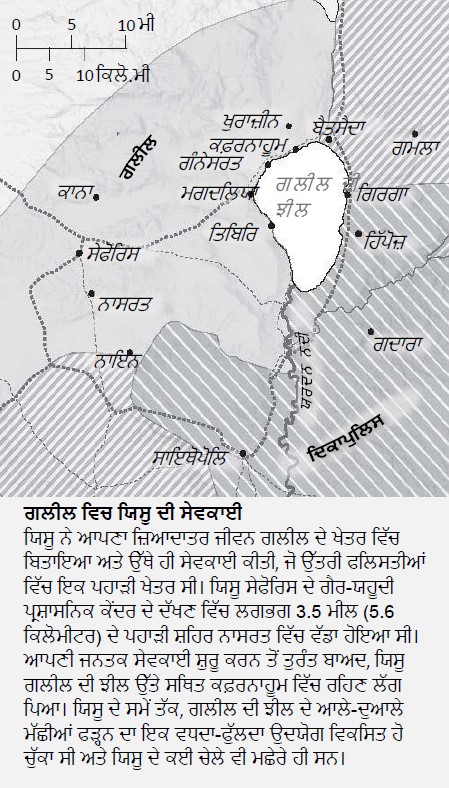 0 5 10 ਮੀ
0 5 10 ਕਿਲੋ.ਮੀ
ਖੁਰਾਜ਼ੀਨ
ਬੈਤਸੈਦਾ
ਗਲੀਲ
ਕਫ਼ਰਨਾਹੂਮ
ਗਮਲਾ
ਗੰਨੇਸਰਤ
ਕਾਨਾ
ਮਗਦਲਿਯਾ
ਗਲੀਲ ਦੀ
ਝੀਲ
ਗਿਰਗਾ
ਤਿਬਿਰਿ
ਹਿੱਪੋਜ਼
ਸੇਫੋਰਿਸ
ਨਾਸਰਤ
ਗਦਾਰਾ
ਨਾਇਨ
ਯਰਦਨ ਨਦੀ
ਦਿਕਾਪੁਲਿਸ
ਸਾਇਥੋਪੋਲਿ
ਗਲੀਲ ਵਿਚ ਯਿਸੂ ਦੀ ਸੇਵਕਾਈ
ਯਿਸੂ ਨੇ ਆਪਣਾ ਜ਼ਿਆਦਾਤਰ ਜੀਵਨ ਗਲੀਲ ਦੇ ਖੇਤਰ ਵਿੱਚ
ਬਿਤਾਇਆ ਅਤੇ ਉੱਥੇ ਹੀ ਸੇਵਕਾਈ ਕੀਤੀ, ਜੋ ਉੱਤਰੀ ਫਲਿਸਤੀਆਂ
ਵਿੱਚ ਇਕ ਪਹਾੜੀ ਖੇਤਰ ਸੀ। ਯਿਸੂ ਸੇਫੋਰਿਸ ਦੇ ਗੈਰ-ਯਹੂਦੀ
ਪ੍ਰਸ਼ਾਸਨਿਕ ਕੇਂਦਰ ਦੇ ਦੱਖਣ ਵਿੱਚ ਲਗਭਗ 3.5 ਮੀਲ (5.6
ਕਿਲੋਮੀਟਰ) ਦੇ ਪਹਾੜੀ ਸ਼ਹਿਰ ਨਾਸਰਤ ਵਿੱਚ ਵੱਡਾ ਹੋਇਆ ਸੀ।
ਆਪਣੀ ਜਨਤਕ ਸੇਵਕਾਈ ਸ਼ੁਰੂ ਕਰਨ ਤੋਂ ਤੁਰੰਤ ਬਾਅਦ, ਯਿਸੂ
ਗਲੀਲ ਦੀ ਝੀਲ ਉੱਤੇ ਸਥਿਤ ਕਫ਼ਰਨਾਹੂਮ ਵਿੱਚ ਰਹਿਣ ਲੱਗ
ਪਿਆ। ਯਿਸੂ ਦੇ ਸਮੇਂ ਤੱਕ, ਗਲੀਲ ਦੀ ਝੀਲ ਦੇ ਆਲੇ-ਦੁਆਲੇ
ਮੱਛੀਆਂ ਫੜ੍ਹਨ ਦਾ ਇਕ ਵਧਦਾ-ਫੁੱਲਦਾ ਉਦਯੋਗ ਵਿਕਸਿਤ ਹੋ
ਚੁੱਕਾ ਸੀ ਅਤੇ ਯਿਸੂ ਦੇ ਕਈ ਚੇਲੇ ਵੀ ਮਛੇਰੇ ਹੀ ਸਨ।